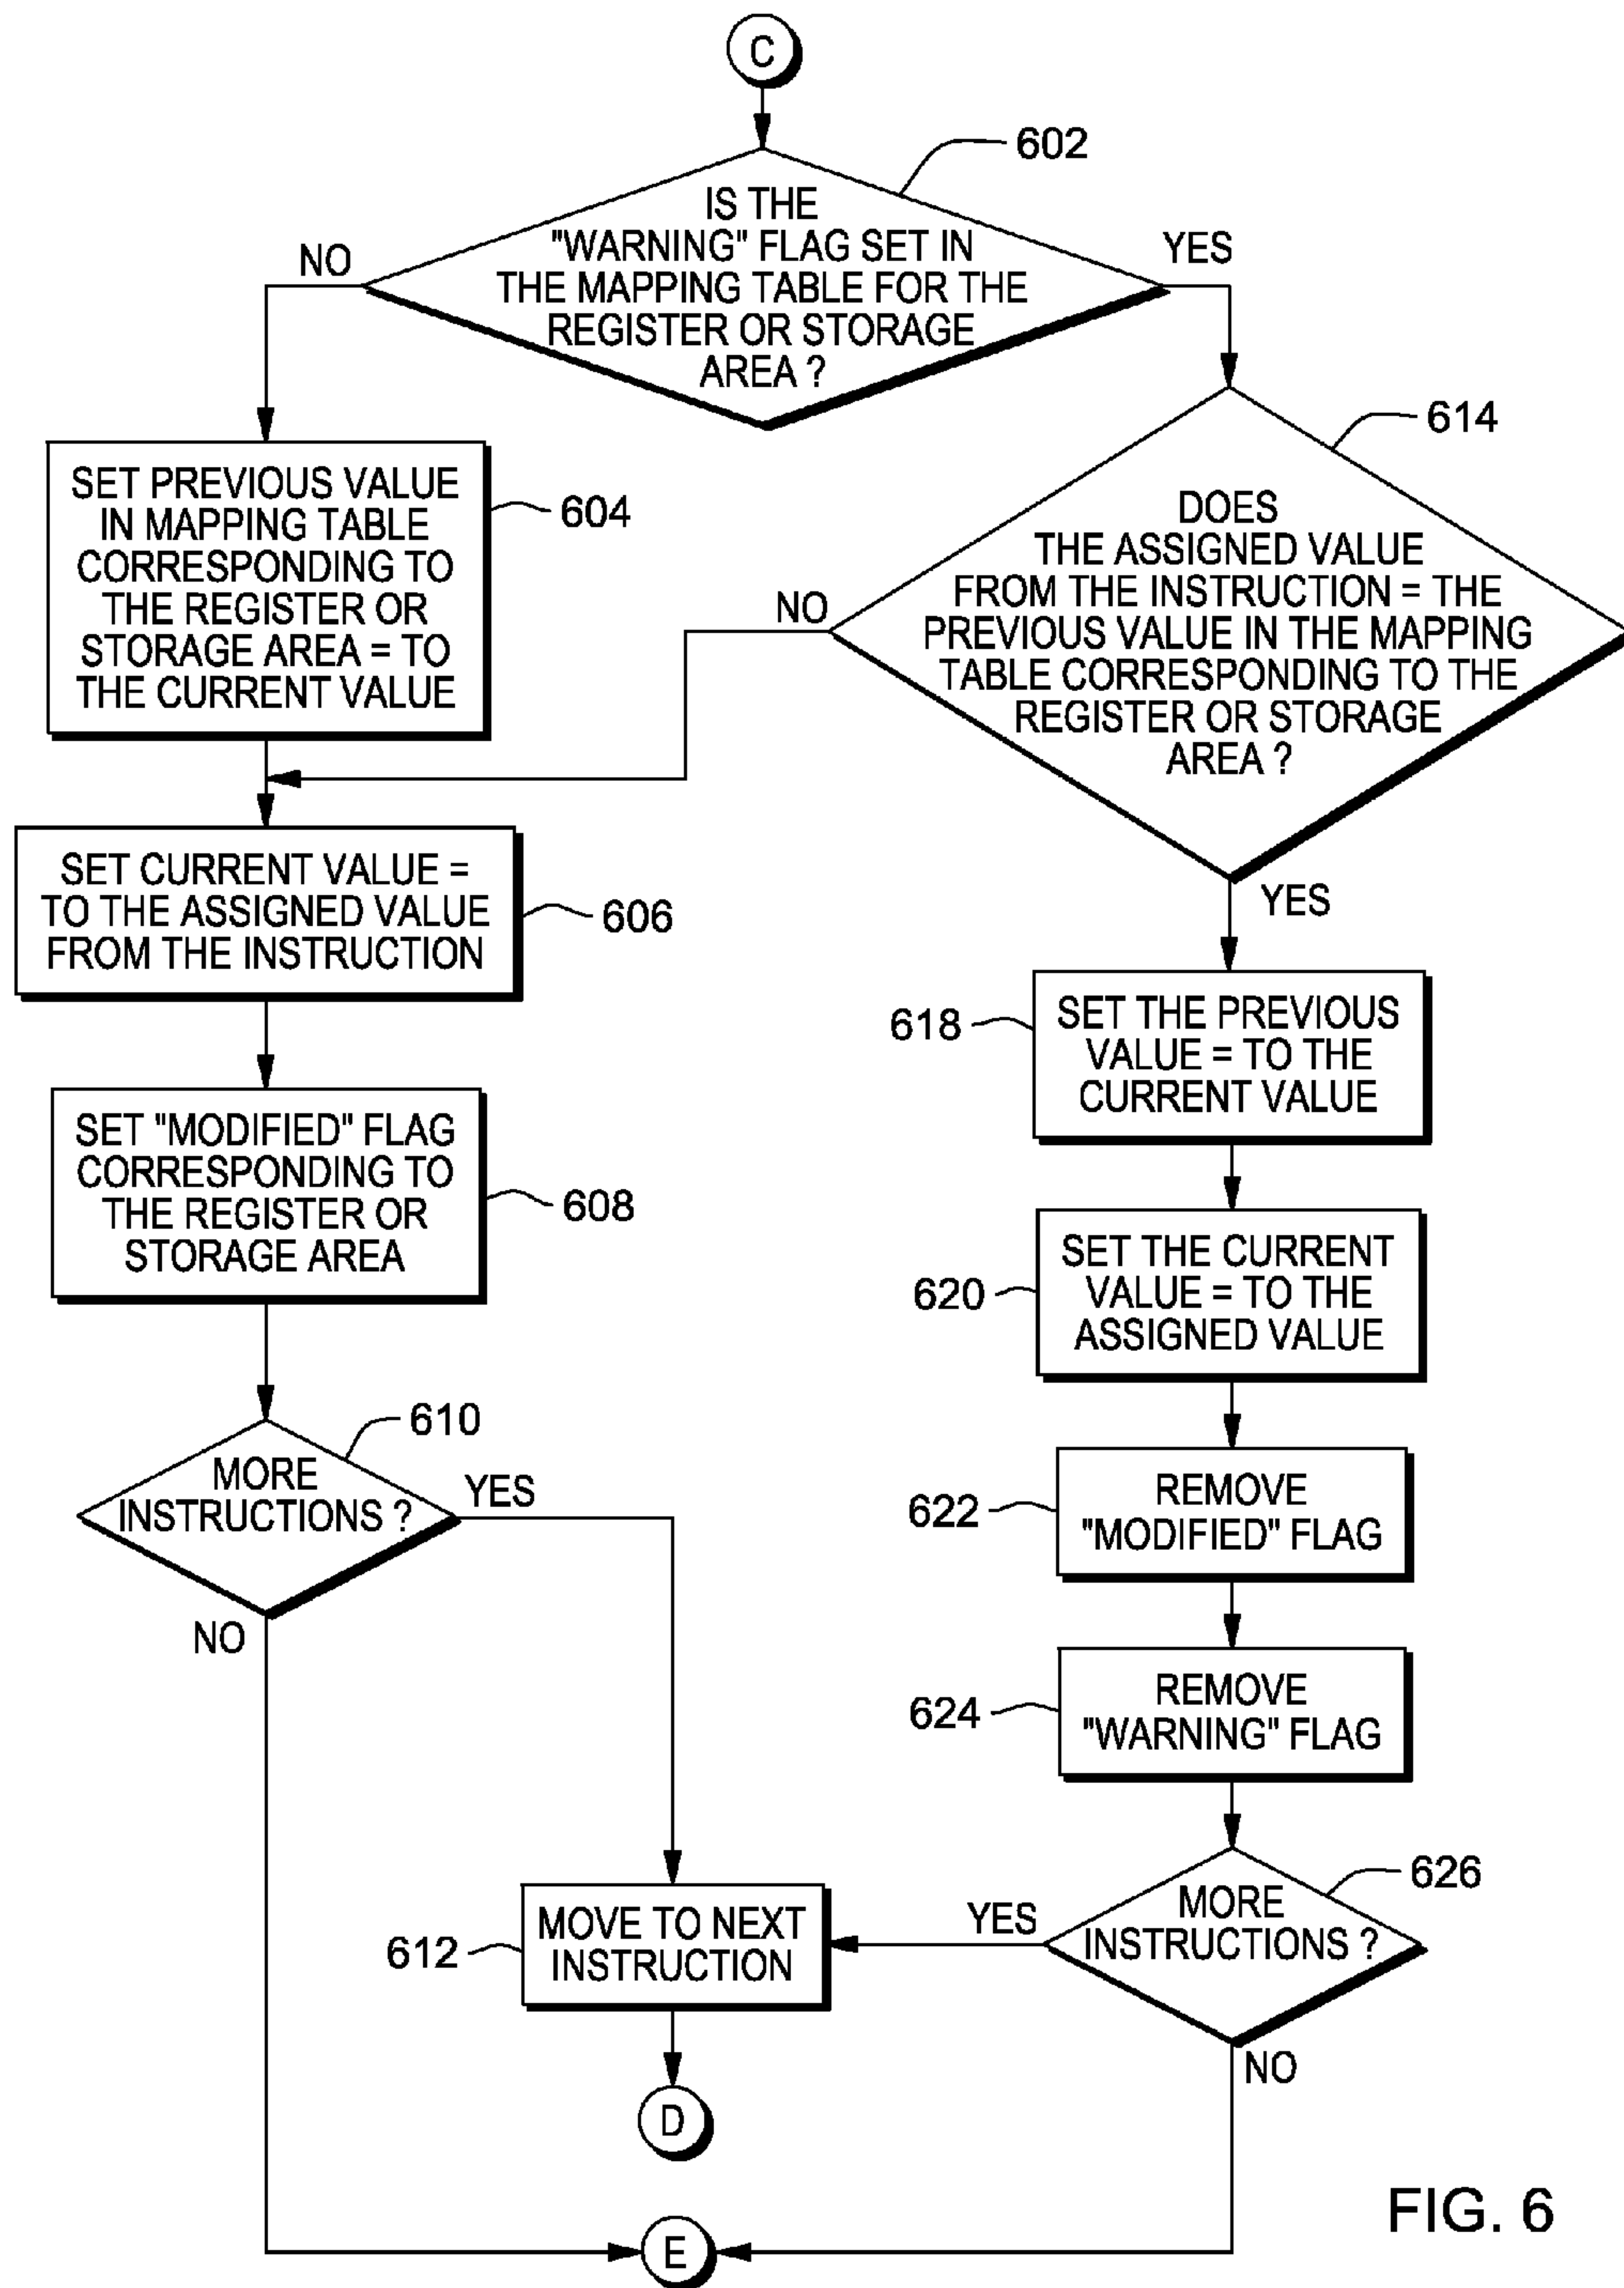 C
602
IS THE
"WARNING" FLAG SET IN
THE MAPPING TABLE FOR THE
REGISTER OR STORAGE
AREA ?
NO
YES
614
SET PREVIOUS VALUE
IN MAPPING TABLE
CORRESPONDING TO
THE REGISTER OR
STORAGE AREA = TO
THE CURRENT VALUE
604
DOES
THE ASSIGNED VALUE
FROM THE INSTRUCTION = THE
PREVIOUS VALUE IN THE MAPPING
TABLE CORRESPONDING TO THE
REGISTER OR STORAGE
AREA ?
NO
YES
SET CURRENT VALUE =
TO THE ASSIGNED VALUE
FROM THE INSTRUCTION
606
618
SET THE PREVIOUS
VALUE = TO THE
CURRENT VALUE
SET "MODIFIED" FLAG
CORRESPONDING TO
THE REGISTER OR
STORAGE AREA
608
620
SET THE CURRENT
VALUE = TO THE
ASSIGNED VALUE
610
MORE
INSTRUCTIONS ?
YES
NO
622
REMOVE
"MODIFIED" FLAG
624
REMOVE
"WARNING" FLAG
626
MORE
INSTRUCTIONS ?
YES
NO
612
MOVE TO NEXT
INSTRUCTION
D
E
FIG. 6